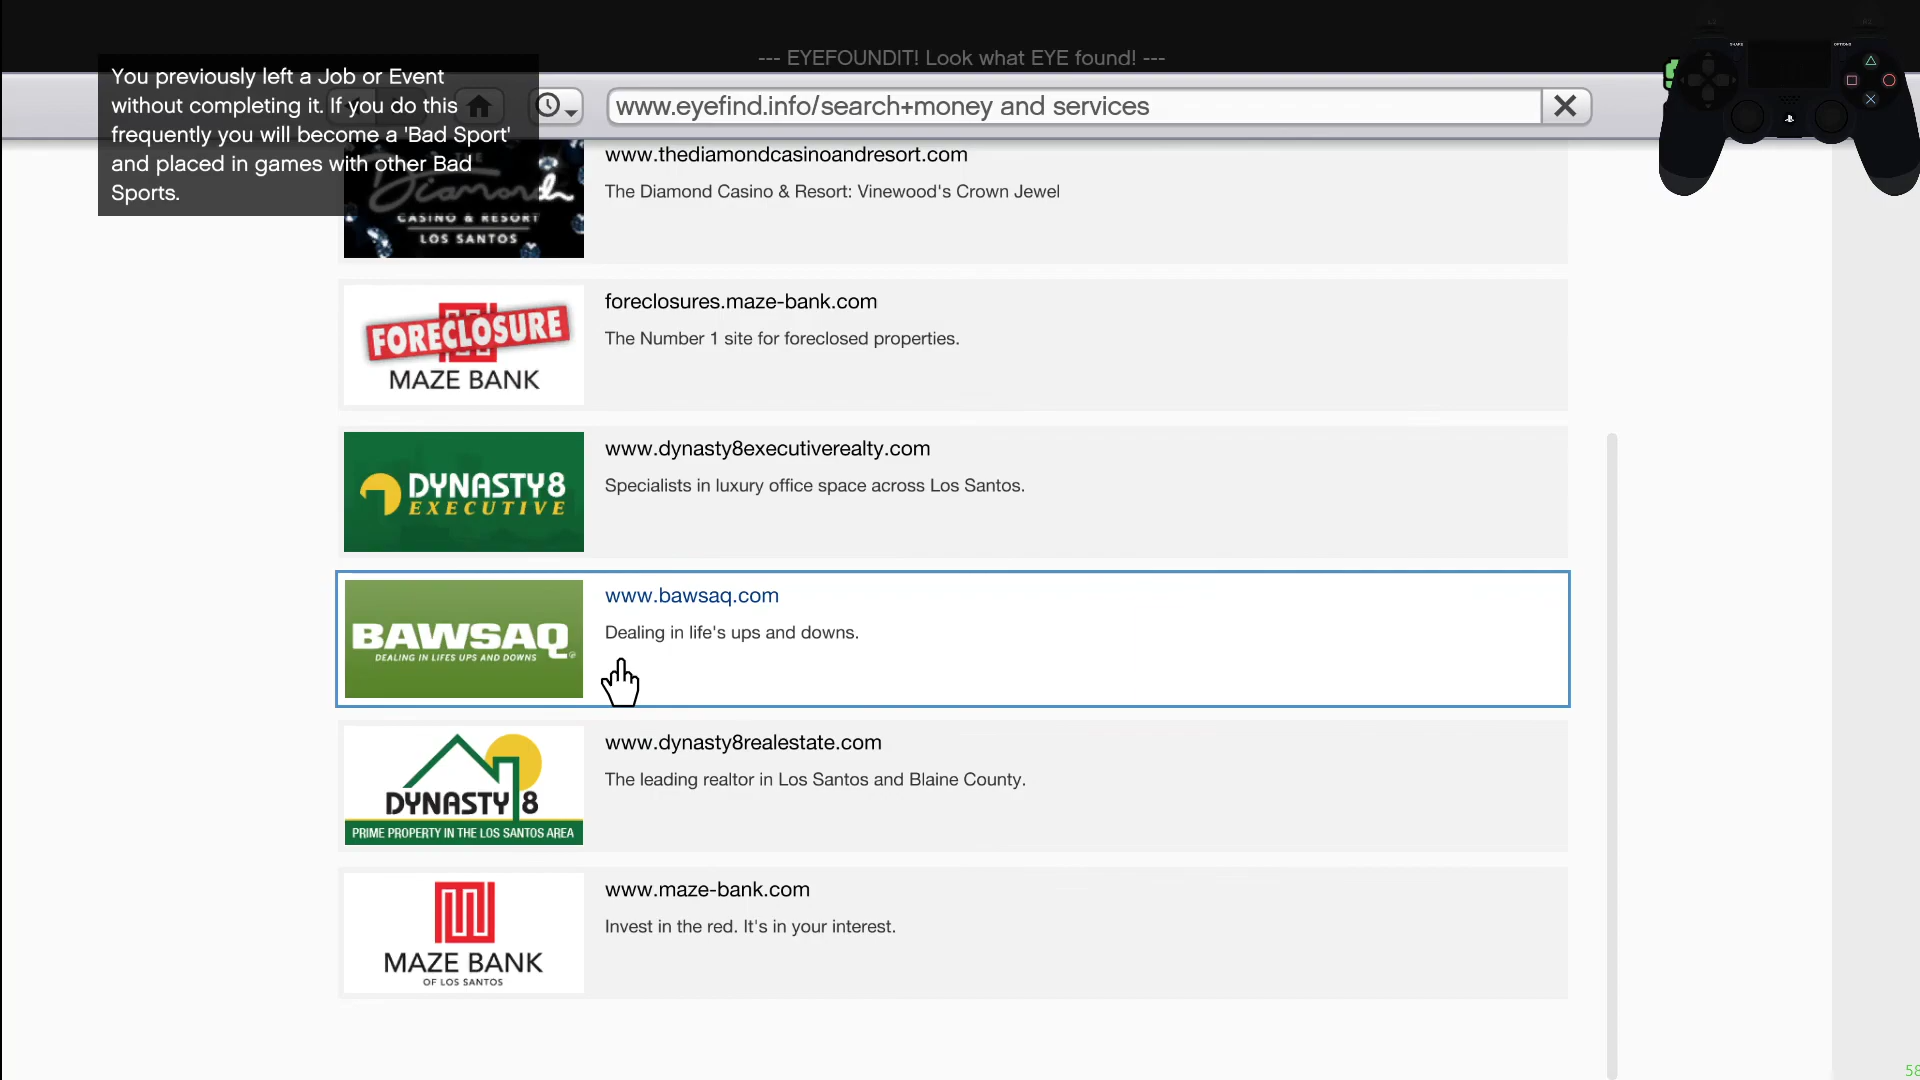 --- EYEFOUNDIT! Look what EYE found! ---
You previously left a Job or Event
without completing it. If you do this
frequently you will become a 'Bad Sport'
and placed in games with other Bad
Sports.
www.eyefind.info/search+money and services
THE
Diamond
CASINO & RESORT
LOS SANTOS
www.thediamondcasinoandresort.com
The Diamond Casino & Resort: Vinewood's Crown Jewel
FORECLOSURE
MAZE BANK
foreclosures.maze-bank.com
The Number 1 site for foreclosed properties.
DYNASTY8
EXECUTIVE
www.dynasty8executiverealty.com
Specialists in luxury office space across Los Santos.
BAWSAQ
DEALING IN LIFES UPS AND DOWNS
www.bawsaq.com
Dealing in life's ups and downs.
DYNASTY 8
PRIME PROPERTY IN THE LOS SANTOS AREA
www.dynasty8realestate.com
The leading realtor in Los Santos and Blaine County.
MAZE BANK
OF LOS SANTOS
www.maze-bank.com
Invest in the red. It's in your interest.
58